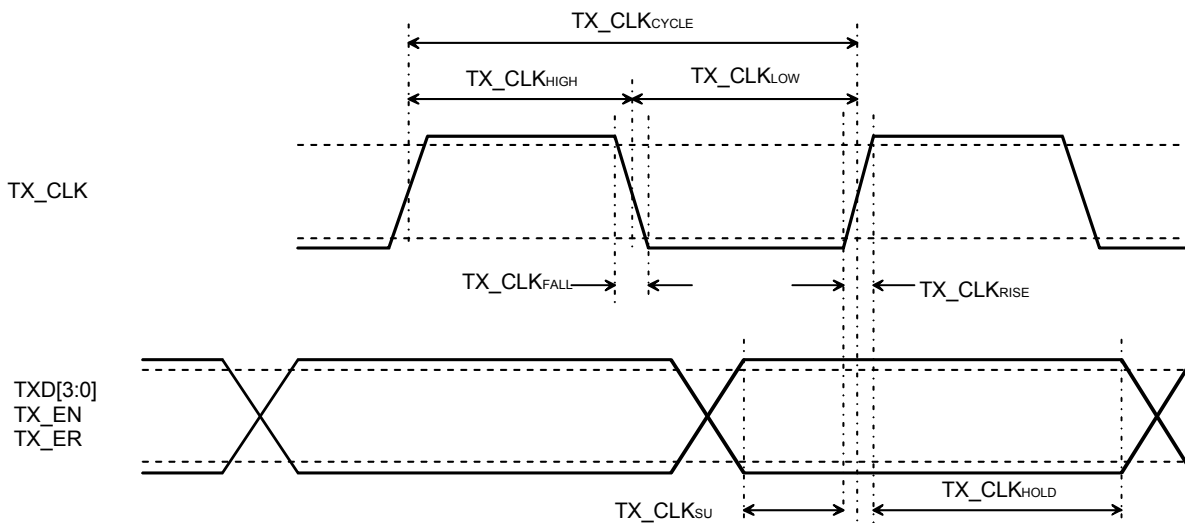 TX_CLKCYCLE
TX_CLKHIGH
TX_CLKLOW
TX_CLK
TX_CLKFALL
TX_CLKRISE
TXD[3:0]
TX_EN
TX_ER
TX_CLKSU
TX_CLKHOLD